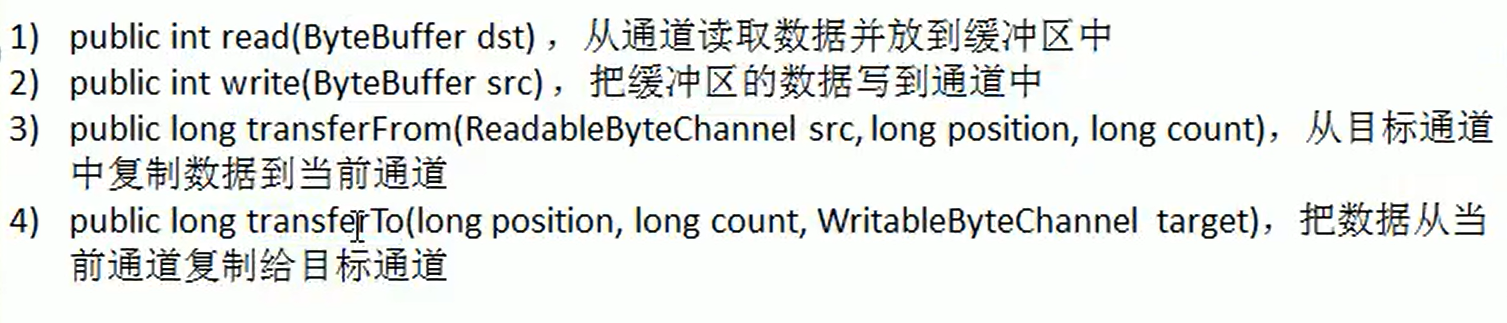 1) public int read(ByteBuffer dst) ，从通道读取数据并放到缓冲区中
2) public int write(ByteBuffer src) ，把缓冲区的数据写到通道中
3) public long transferFrom(ReadableByteChannel src, long position, long count)，从目标通道
中复制数据到当前通道
4) public long transferTo(long position, long count, WritableByteChannel target)，把数据从当
前通道复制给目标通道